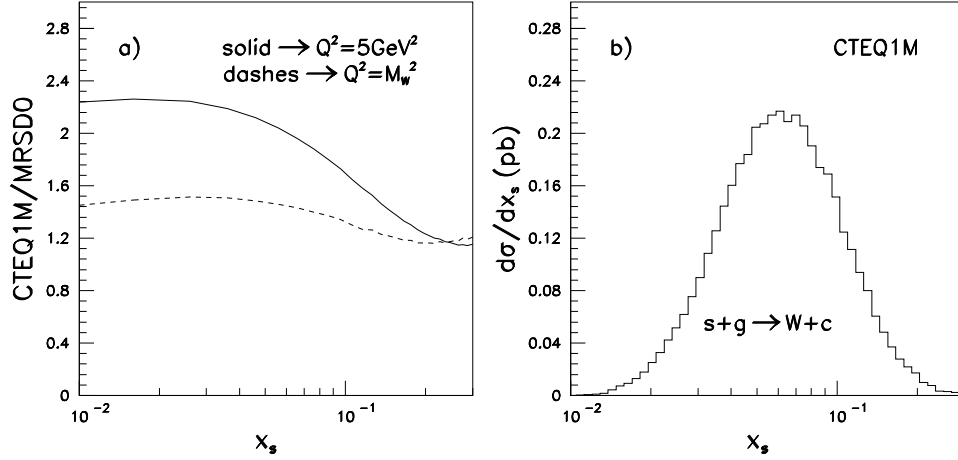 a)
solid → Q²=5GeV²
dashes → Q²=M_W²
CTEQ1M/MRSD0
2.8
2.4
2
1.6
1.2
0.8
0.4
0
10⁻²
10⁻¹
x_s
b)
CTEQ1M
s+g → W+c
dσ/dx_s (pb)
0.28
0.24
0.2
0.16
0.12
0.08
0.04
0
10⁻²
10⁻¹
x_s